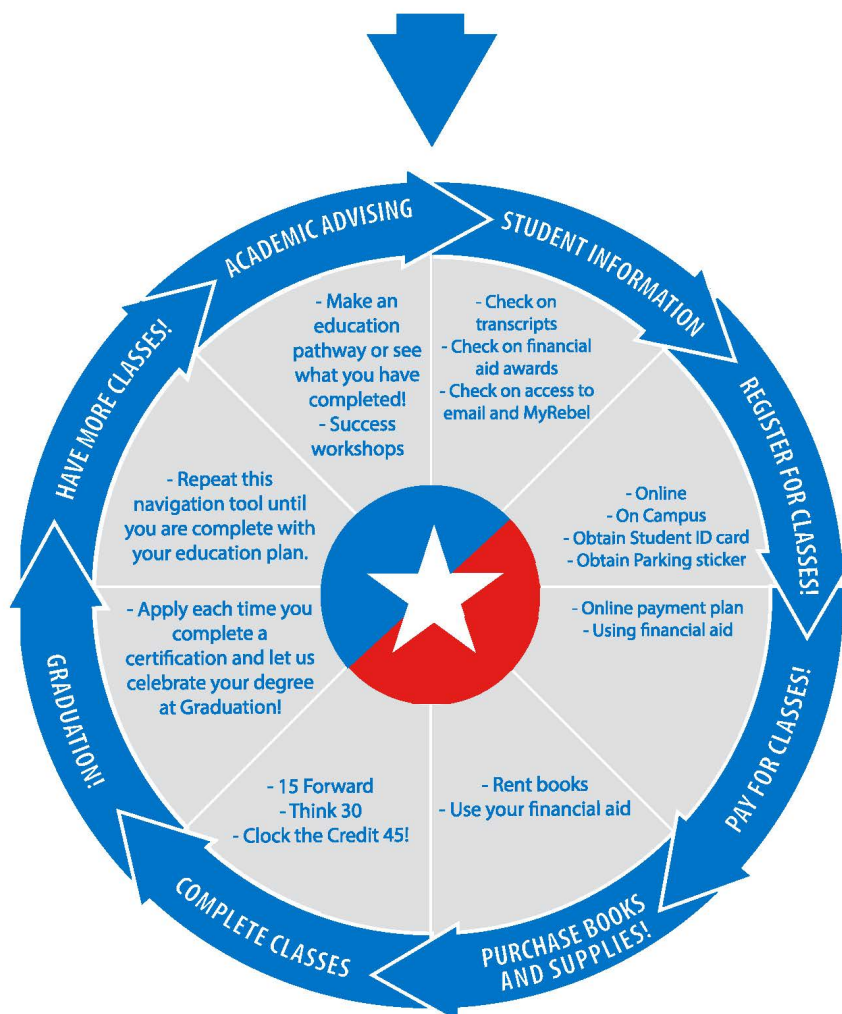 ACADEMIC ADVISING
- Make an
education
pathway or see
what you have
completed!
- Success
workshops
STUDENT INFORMATION
- Check on
transcripts
- Check on financial
aid awards
- Check on access to
email and MyRebel
REGISTER FOR CLASSES!
- Online
- On Campus
- Obtain Student ID card
- Obtain Parking sticker
PAY FOR CLASSES!
- Online payment plan
- Using financial aid
PURCHASE BOOKS
AND SUPPLIES!
- Rent books
- Use your financial aid
COMPLETE CLASSES
- 15 Forward
- Think 30
- Clock the Credit 45!
GRADUATION!
- Apply each time you
complete a
certification and let us
celebrate your degree
at Graduation!
HAVE MORE CLASSES!
- Repeat this
navigation tool until
you are complete with
your education plan.